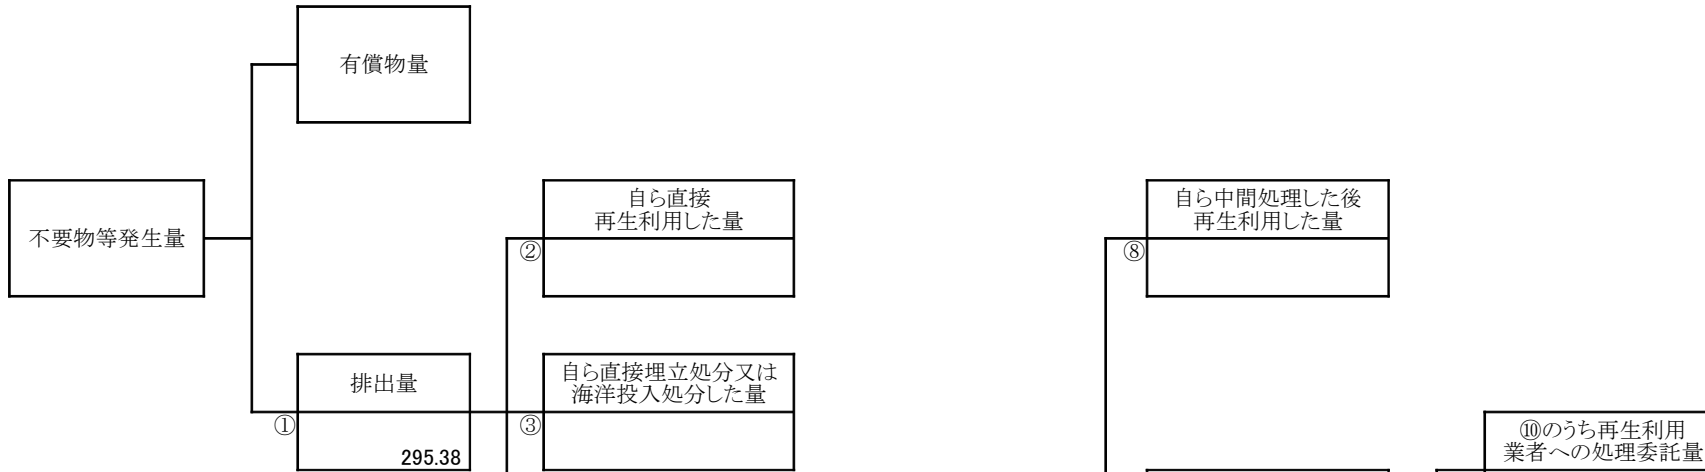 有償物量
不要物等発生量
自ら直接
再生利用した量
②
自ら中間処理した後
再生利用した量
⑧
排出量
①
295.38
自ら直接埋立処分又は
海洋投入処分した量
③
⑩のうち再生利用
業者への処理委託量